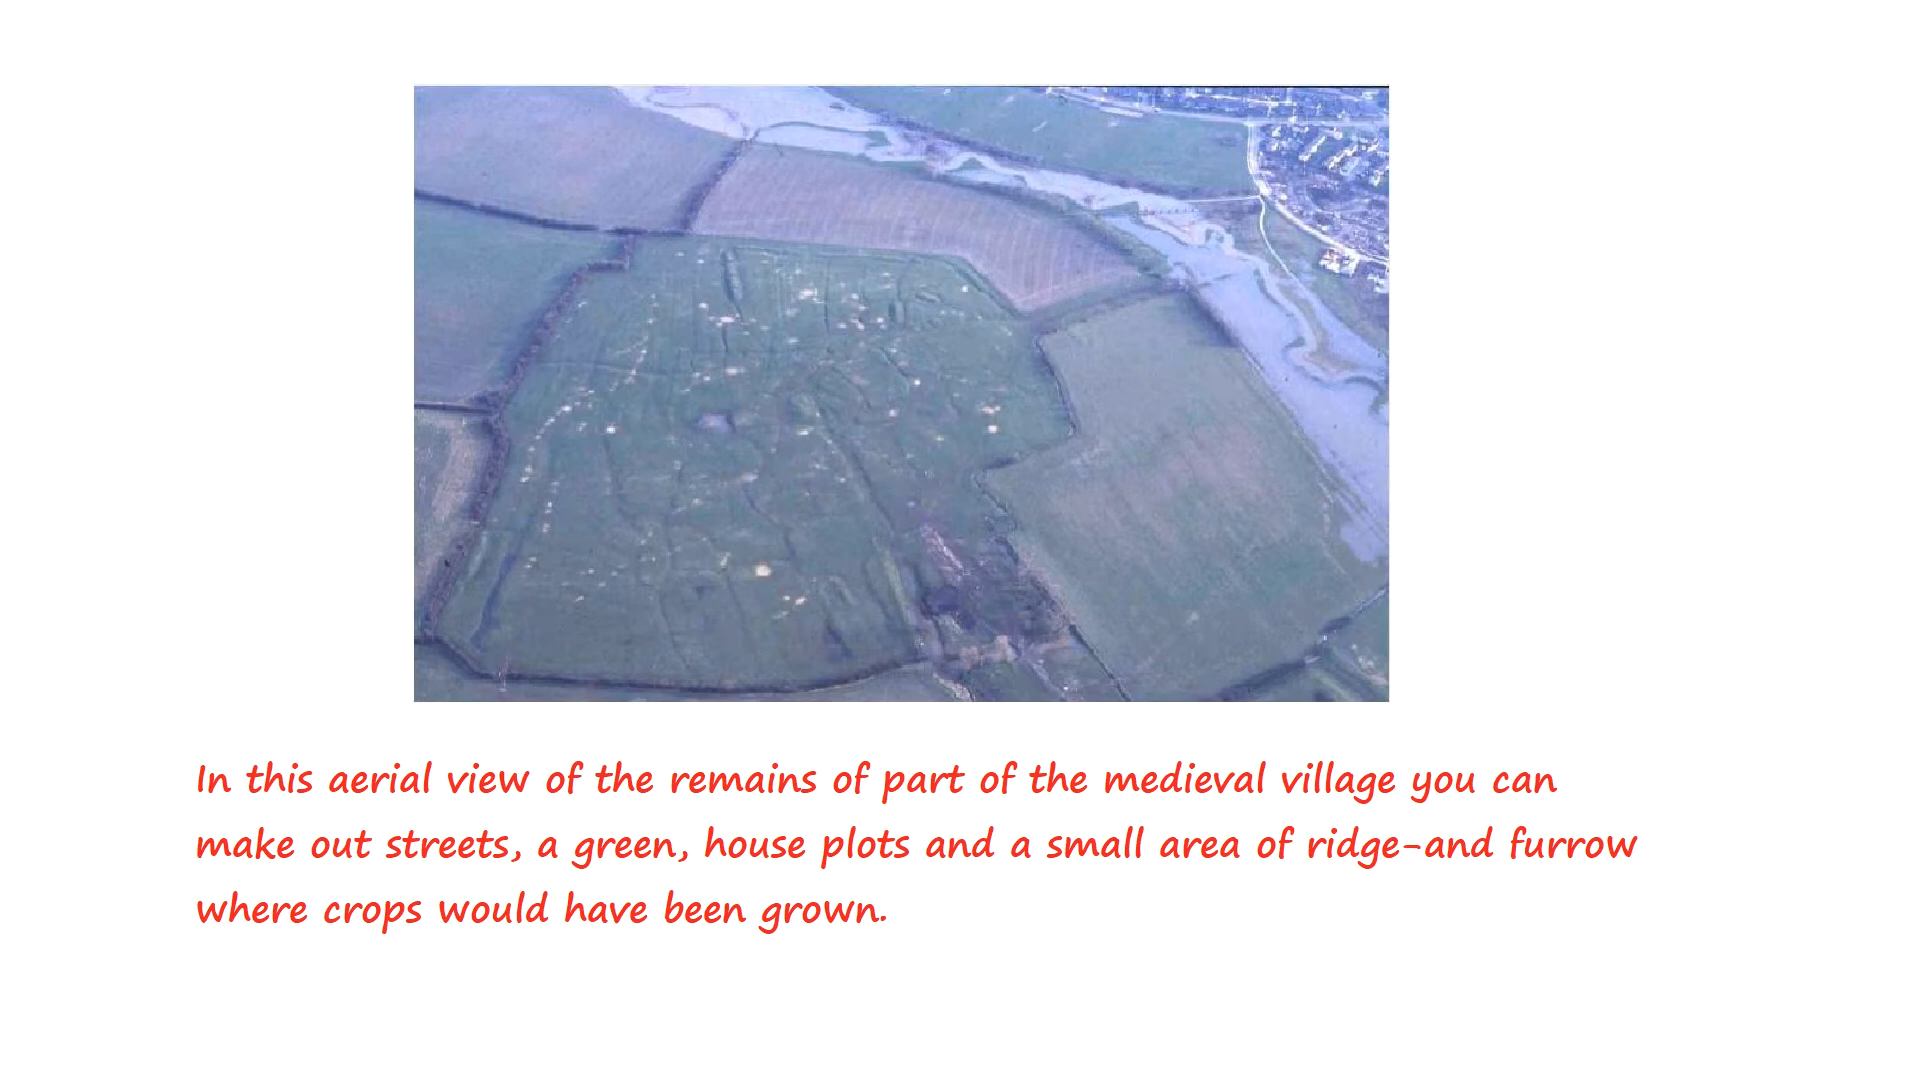 In this aerial view of the remains of part of the medieval village you can
make out streets, a green, house plots and a small area of ridge-and furrow
where crops would have been grown.